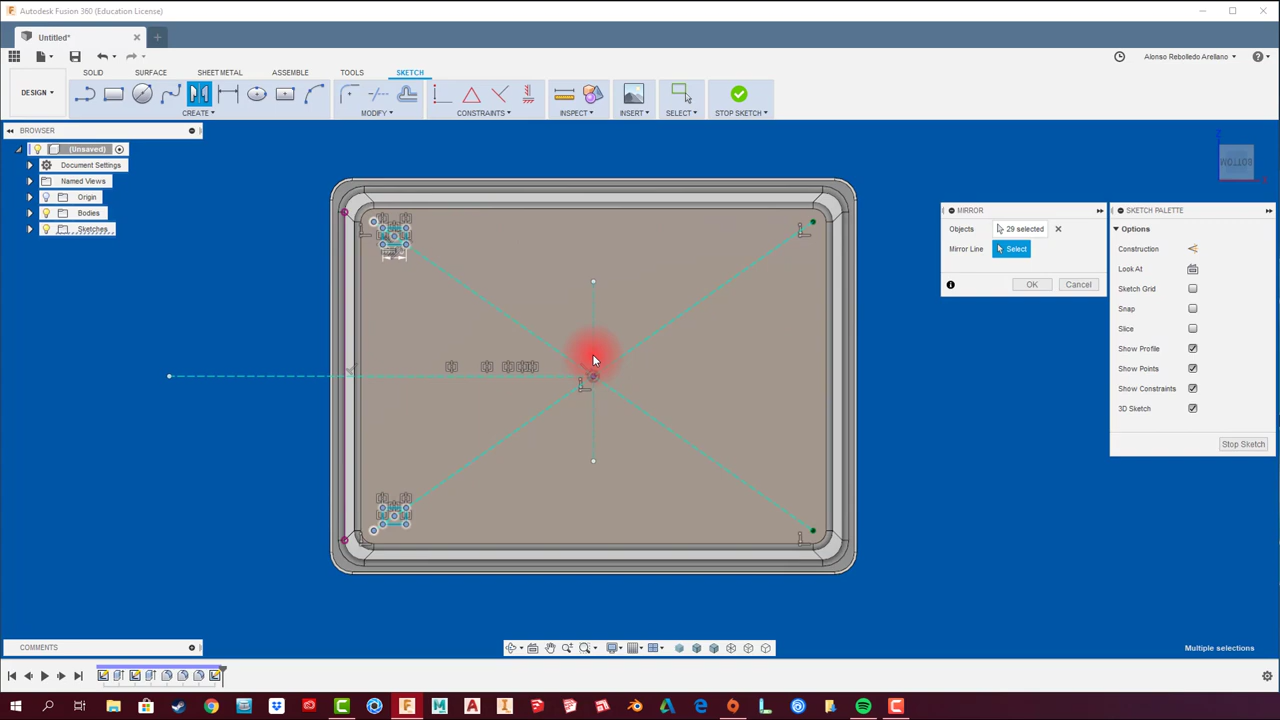 Autodesk Fusion 360 (Education License)
Untitled*
Alonso Rebolledo Arellano
DESIGN
SOLID SURFACE SHEET METAL ASSEMBLE TOOLS SKETCH
CREATE MODIFY CONSTRAINTS INSPECT INSERT SELECT STOP SKETCH
BROWSER
(Unsaved)
Document Settings
Named Views
Origin
Bodies
Sketches
BOTTOM
MIRROR
Objects 29 selected
Mirror Line Select
OK Cancel
SKETCH PALETTE
Options
Construction
Look At
Sketch Grid
Snap
Slice
Show Profile
Show Points
Show Constraints
3D Sketch
Stop Sketch
COMMENTS
Multiple selections